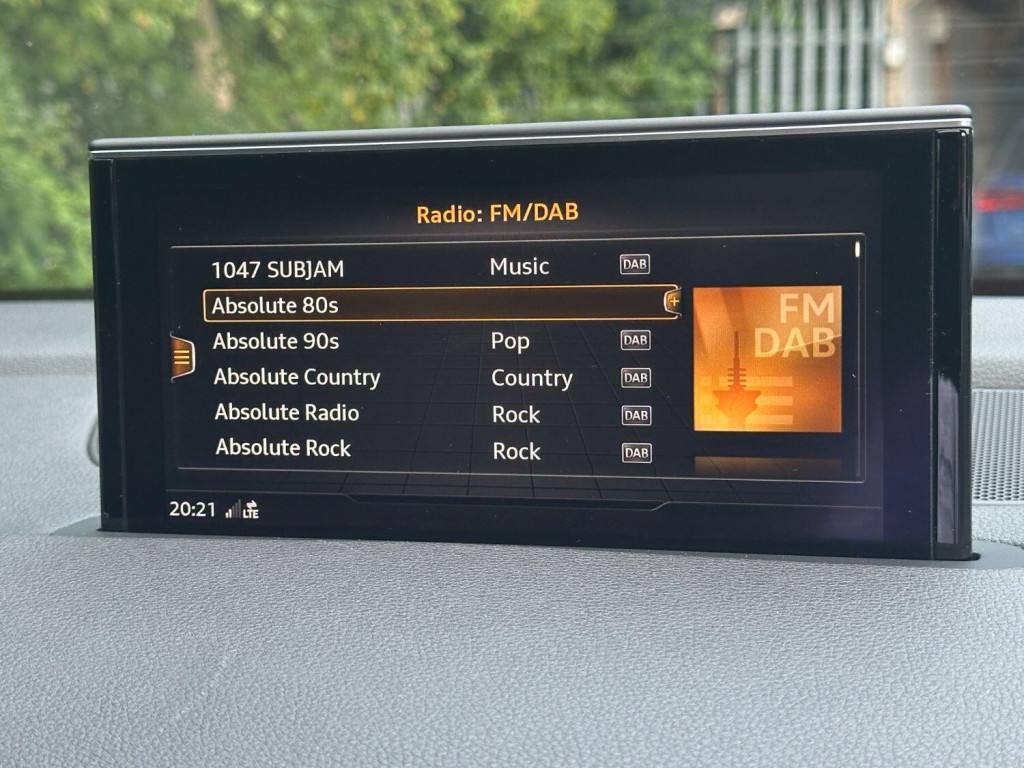 Radio: FM/DAB
1047 SUBJAM Music DAB
Absolute 80s +
Absolute 90s Pop DAB
Absolute Country Country DAB
Absolute Radio Rock DAB
Absolute Rock Rock DAB
FM
DAB
20:21 LTE